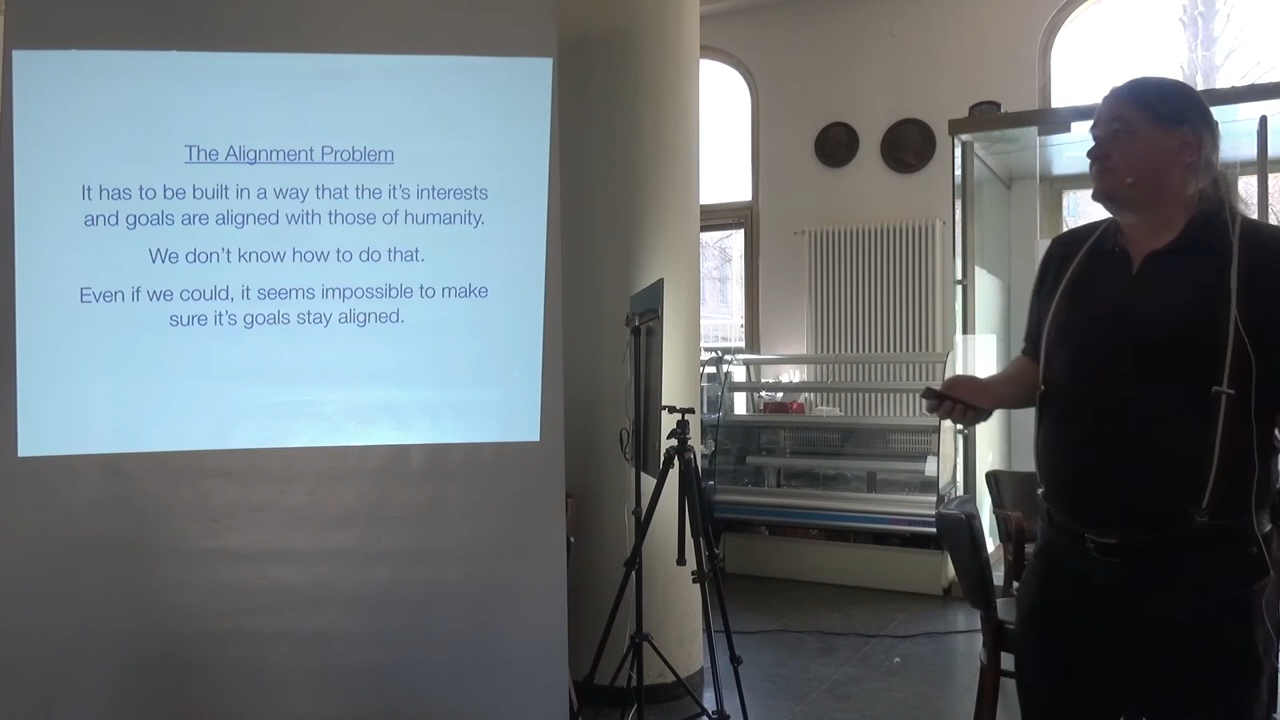 The Alignment Problem
It has to be built in a way that the it's interests
and goals are aligned with those of humanity.
We don't know how to do that.
Even if we could, it seems impossible to make
sure it's goals stay aligned.